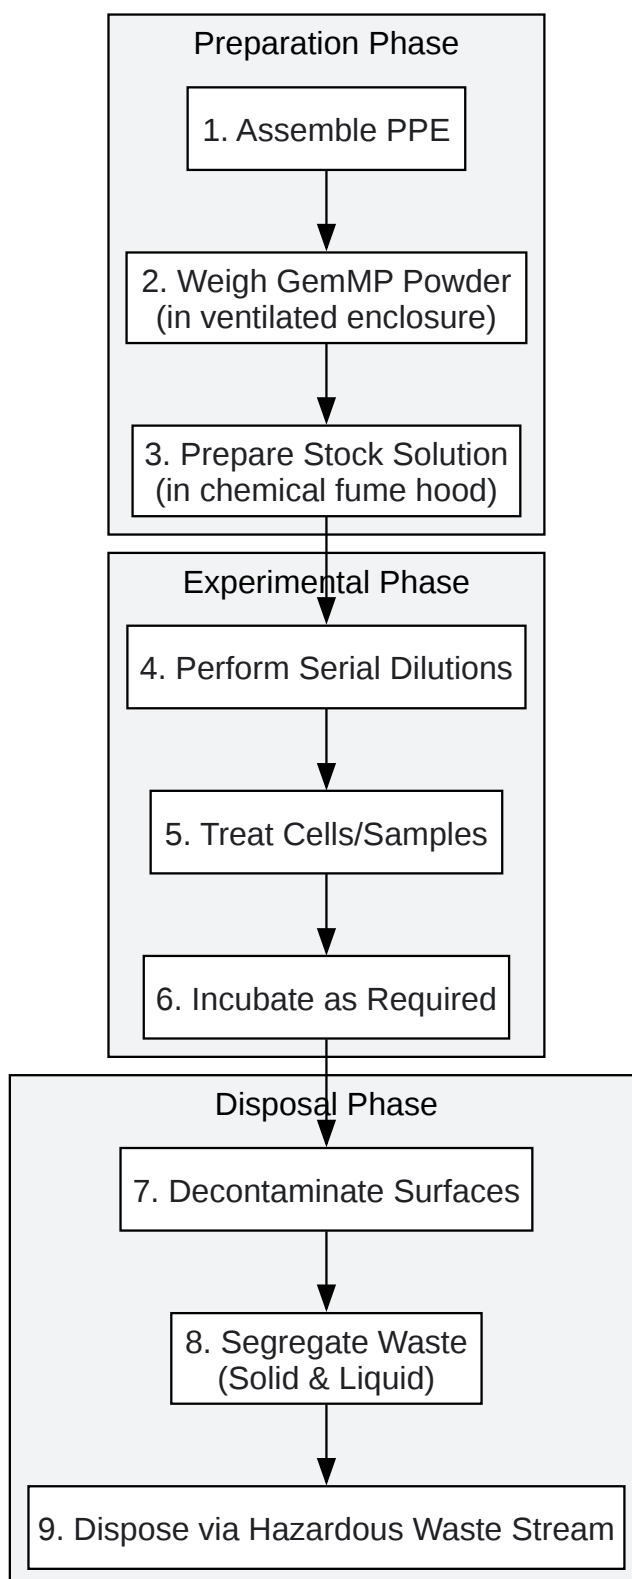 Preparation Phase
1. Assemble PPE
2. Weigh GemMP Powder
(in ventilated enclosure)
3. Prepare Stock Solution
(in chemical fume hood)
Experimental Phase
4. Perform Serial Dilutions
5. Treat Cells/Samples
6. Incubate as Required
Disposal Phase
7. Decontaminate Surfaces
8. Segregate Waste
(Solid & Liquid)
9. Dispose via Hazardous Waste Stream